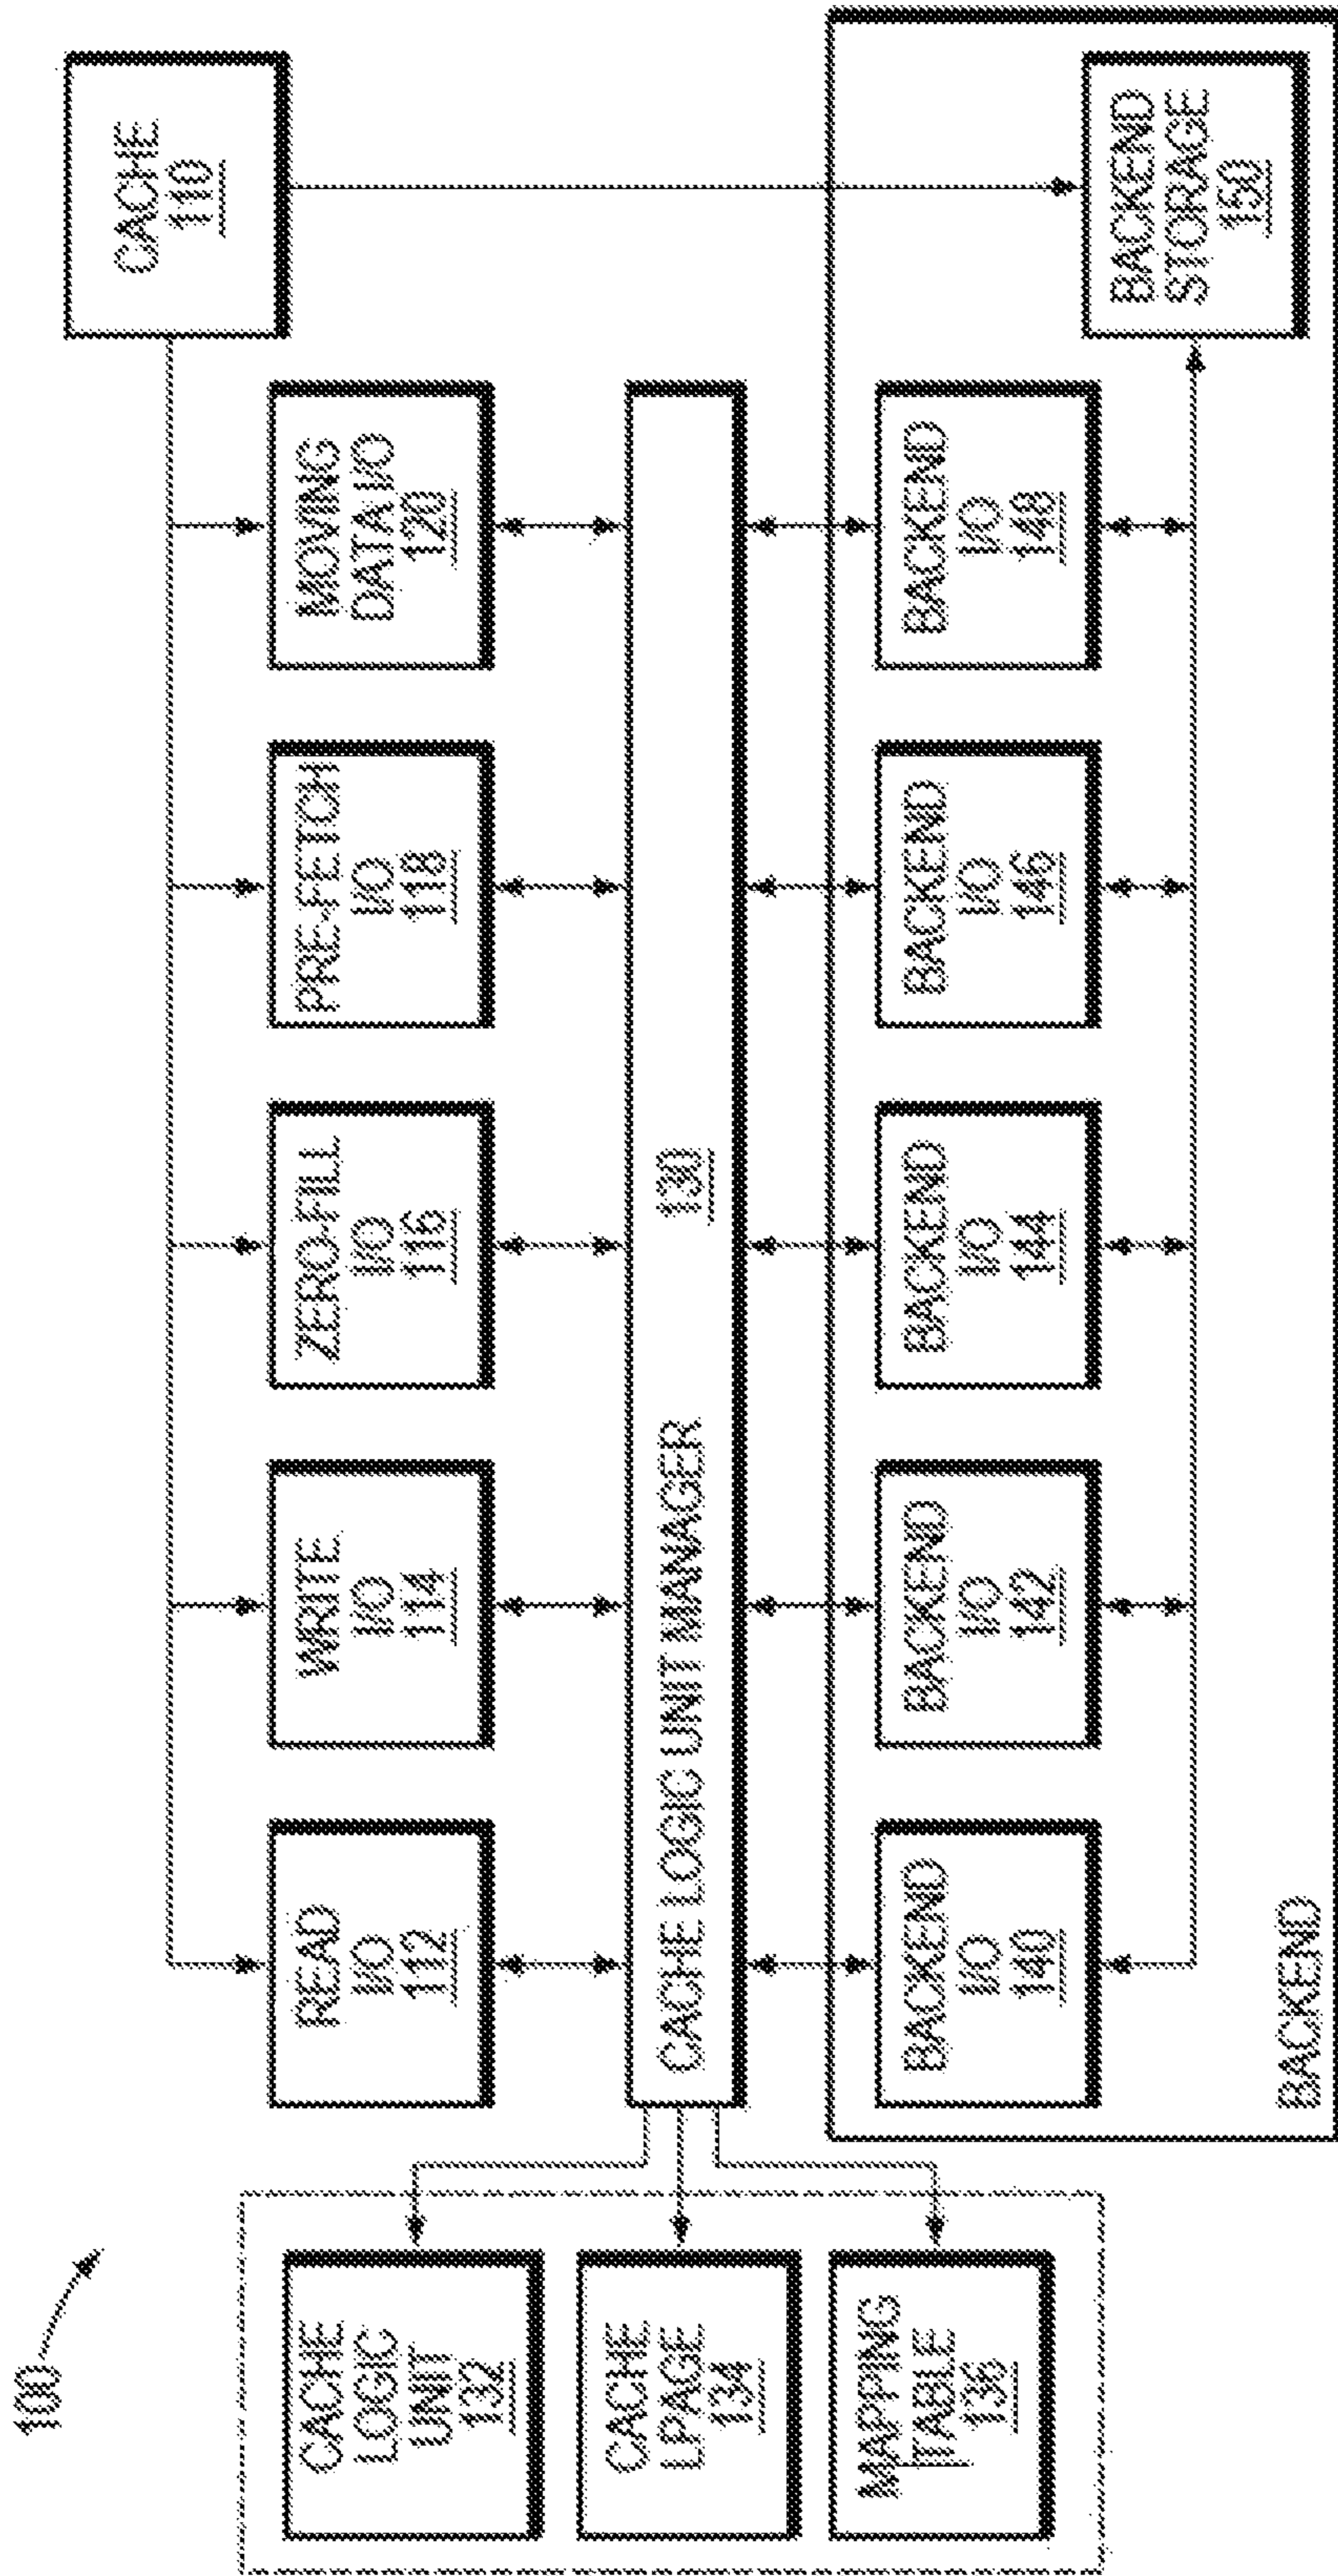 100
CACHE
110
READ
I/O
112
WRITE
I/O
114
ZERO-FILL
I/O
116
PRE-FETCH
I/O
118
MOVING
DATA I/O
120
CACHE LOGIC UNIT MANAGER 130
CACHE
LOGIC
UNIT
132
CACHE
LPAGE
134
MAPPING
TABLE
136
BACKEND
I/O
140
BACKEND
I/O
142
BACKEND
I/O
144
BACKEND
I/O
146
BACKEND
I/O
148
BACKEND
STORAGE
150
BACKEND